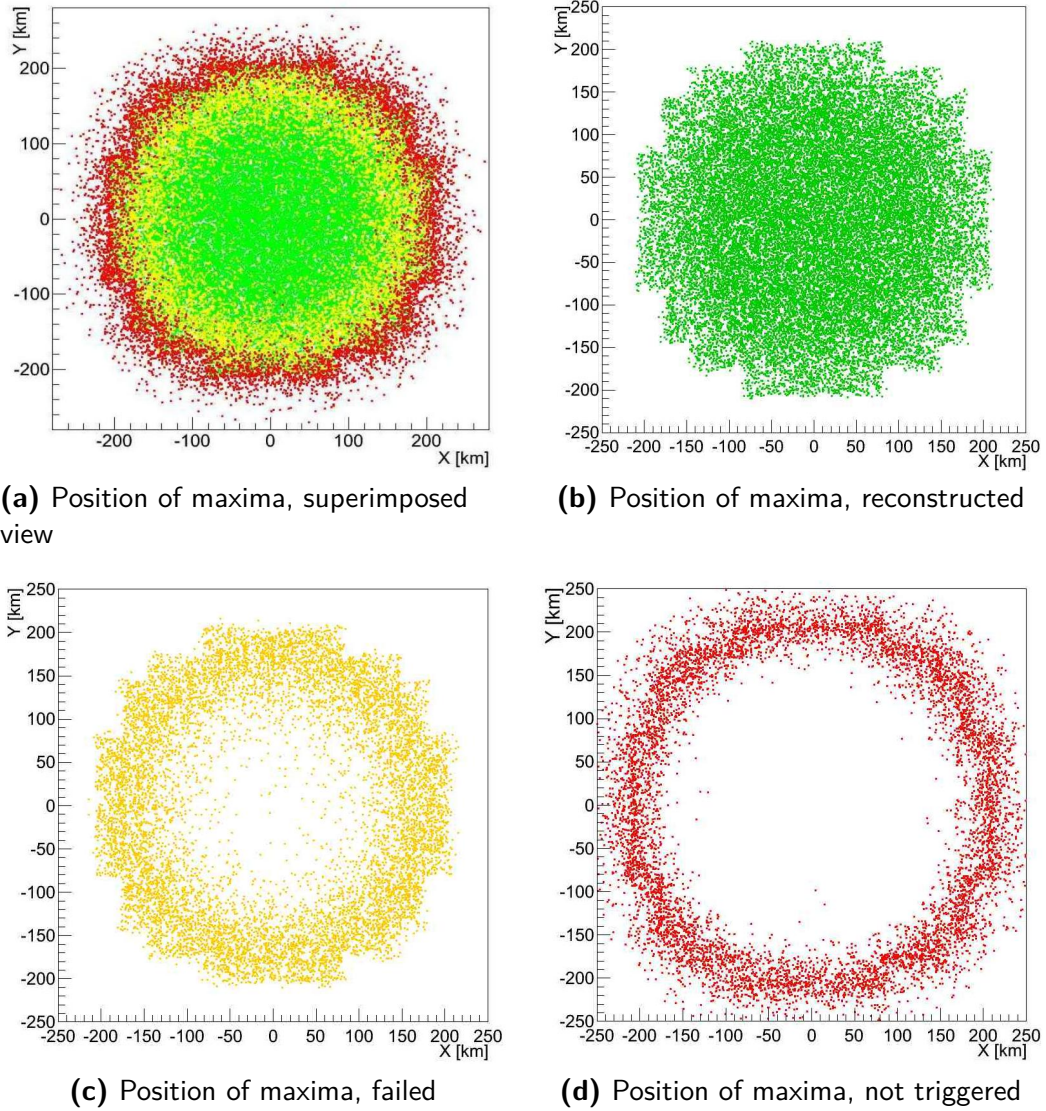 Y [km]
200
100
0
-100
-200
-200 -100 0 100 200
X [km]
(a) Position of maxima, superimposed
view
Y [km]
250
200
150
100
50
0
-50
-100
-150
-200
-250
-250 -200 -150 -100 -50 0 50 100 150 200 250
X [km]
(b) Position of maxima, reconstructed
Y [km]
250
200
150
100
50
0
-50
-100
-150
-200
-250
-250 -200 -150 -100 -50 0 50 100 150 200 250
X [km]
(c) Position of maxima, failed
Y [km]
250
200
150
100
50
0
-50
-100
-150
-200
-250
-250 -200 -150 -100 -50 0 50 100 150 200 250
X [km]
(d) Position of maxima, not triggered